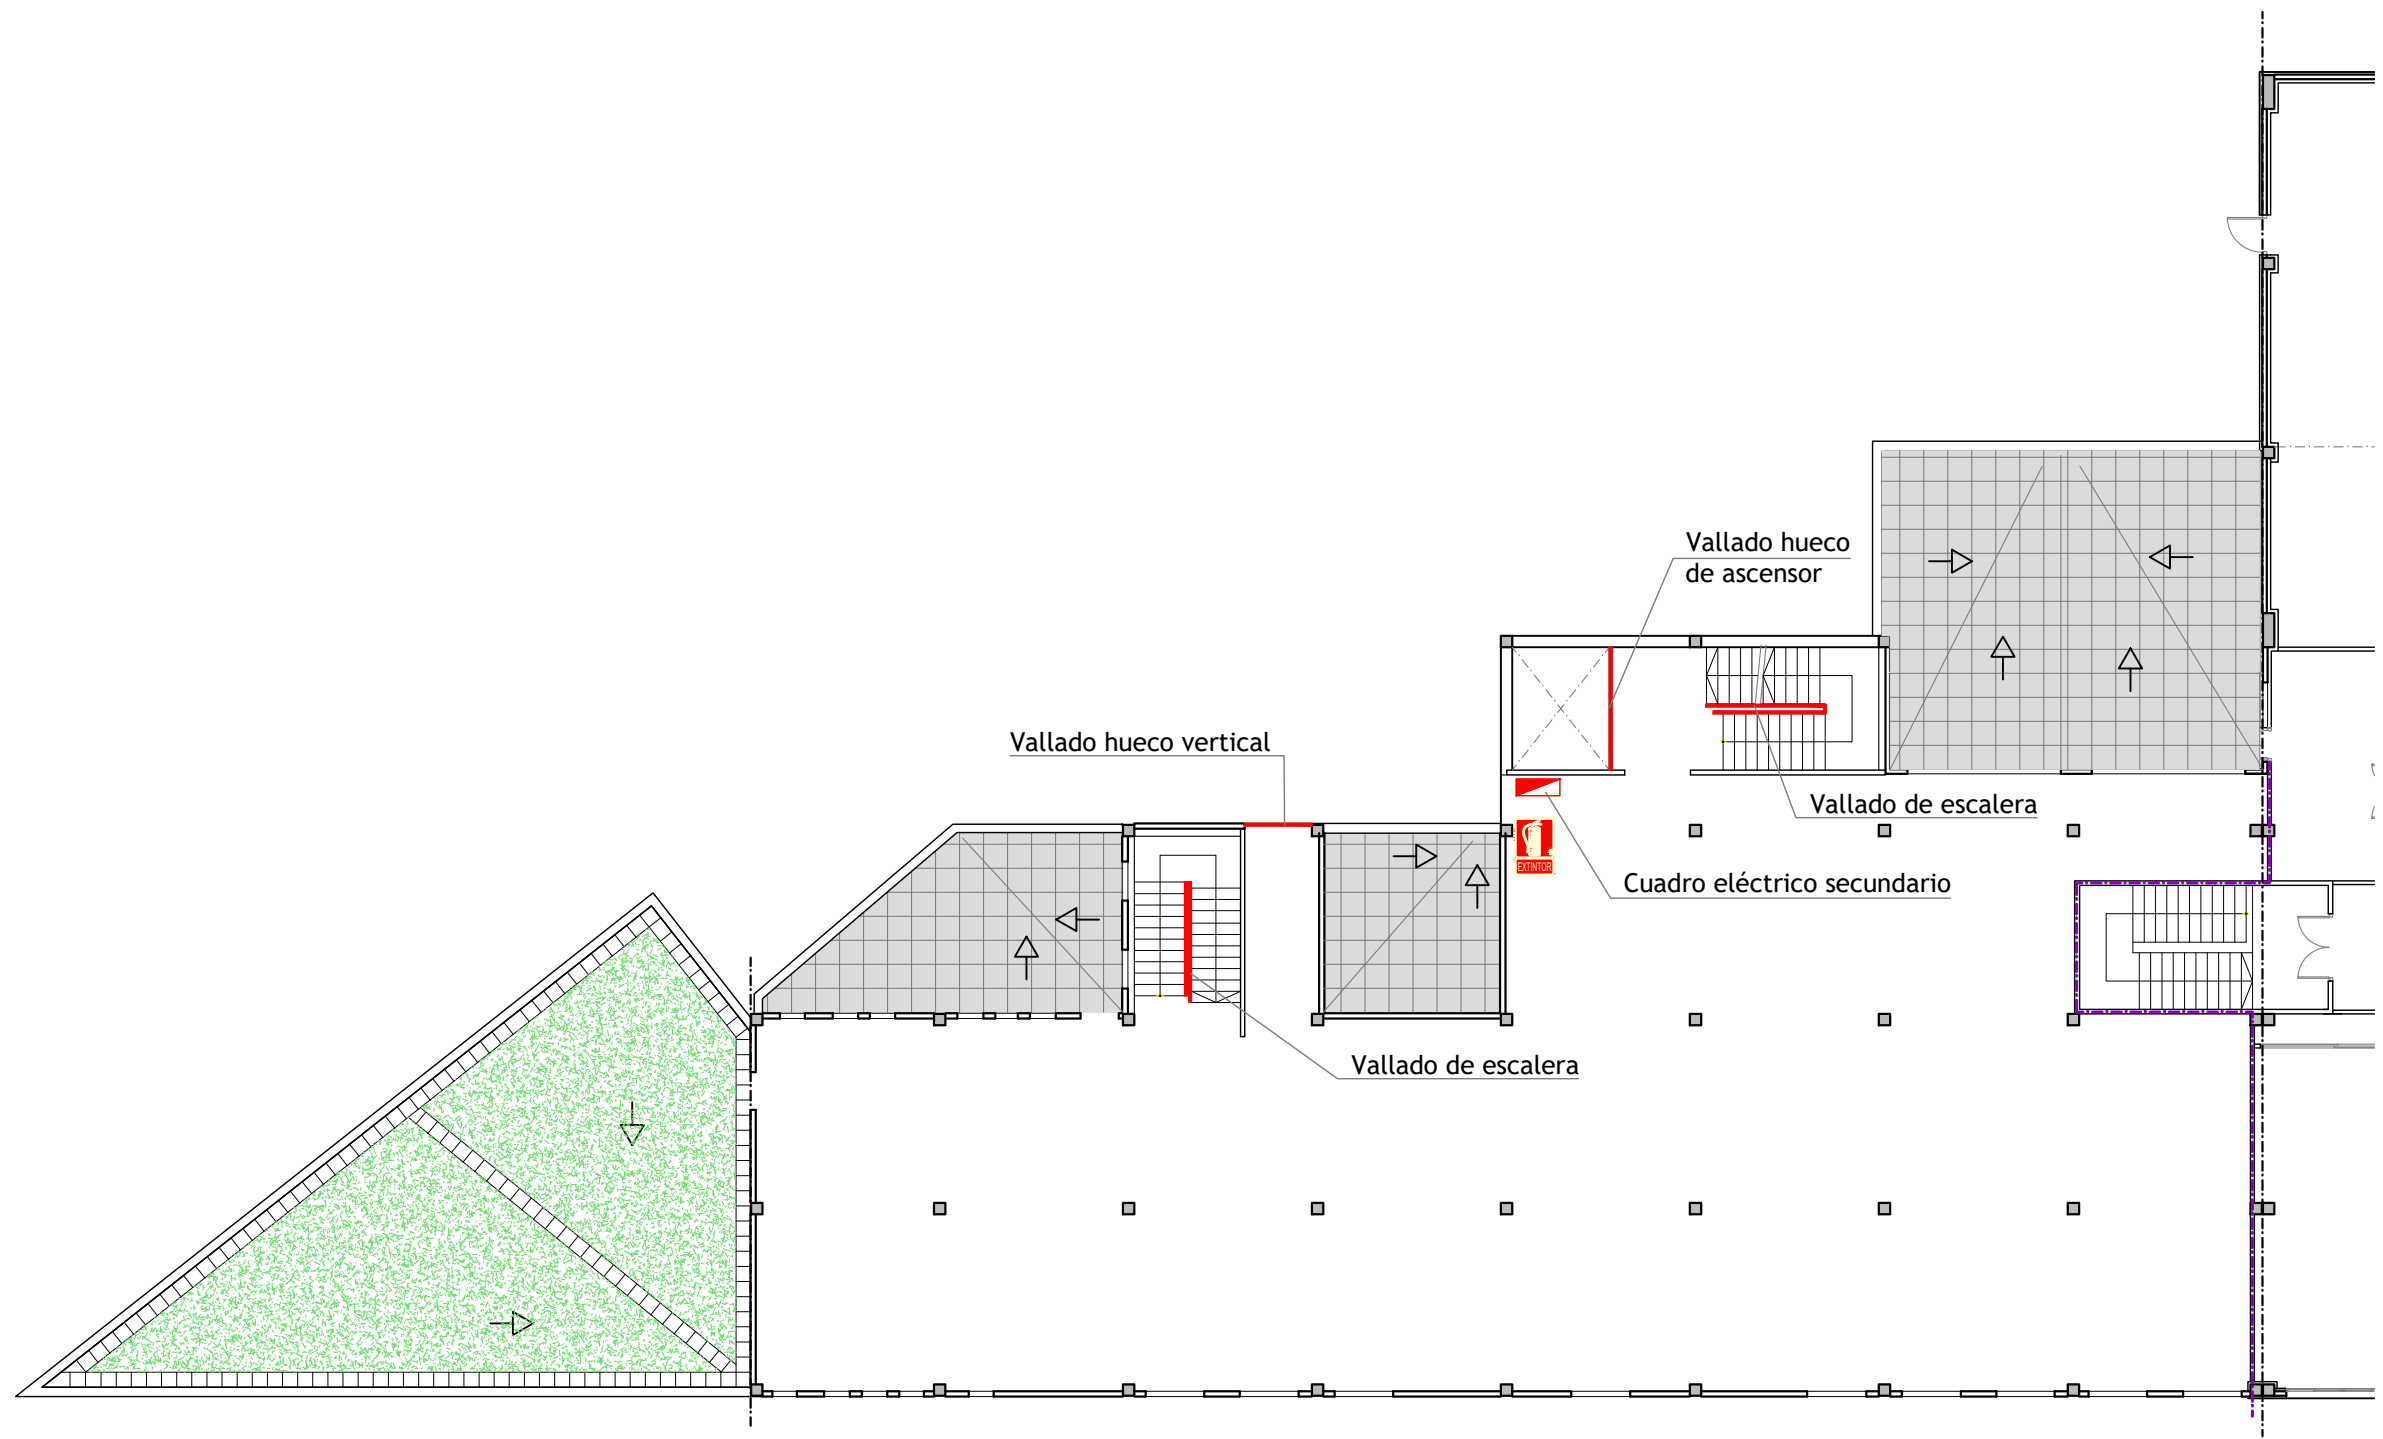 Vallado hueco
de ascensor
Vallado hueco vertical
Vallado de escalera
EXTINTOR
Cuadro eléctrico secundario
Vallado de escalera